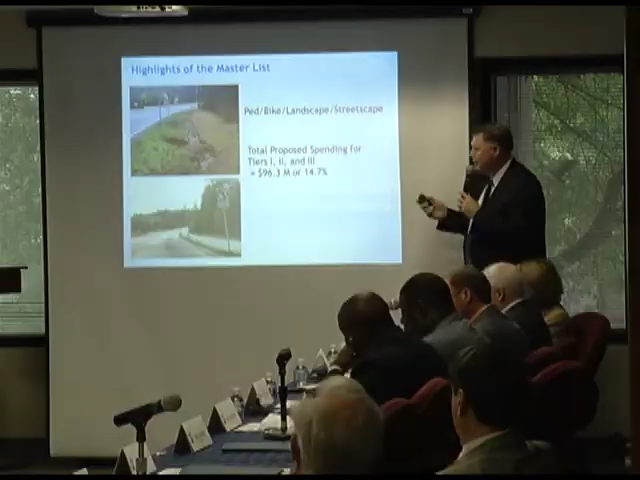 Highlights of the Master List
Ped/Bike/Landscape/Streetscape
Total Proposed Spending for
Tiers I, II, and III
= $96.3 M or 14.7%